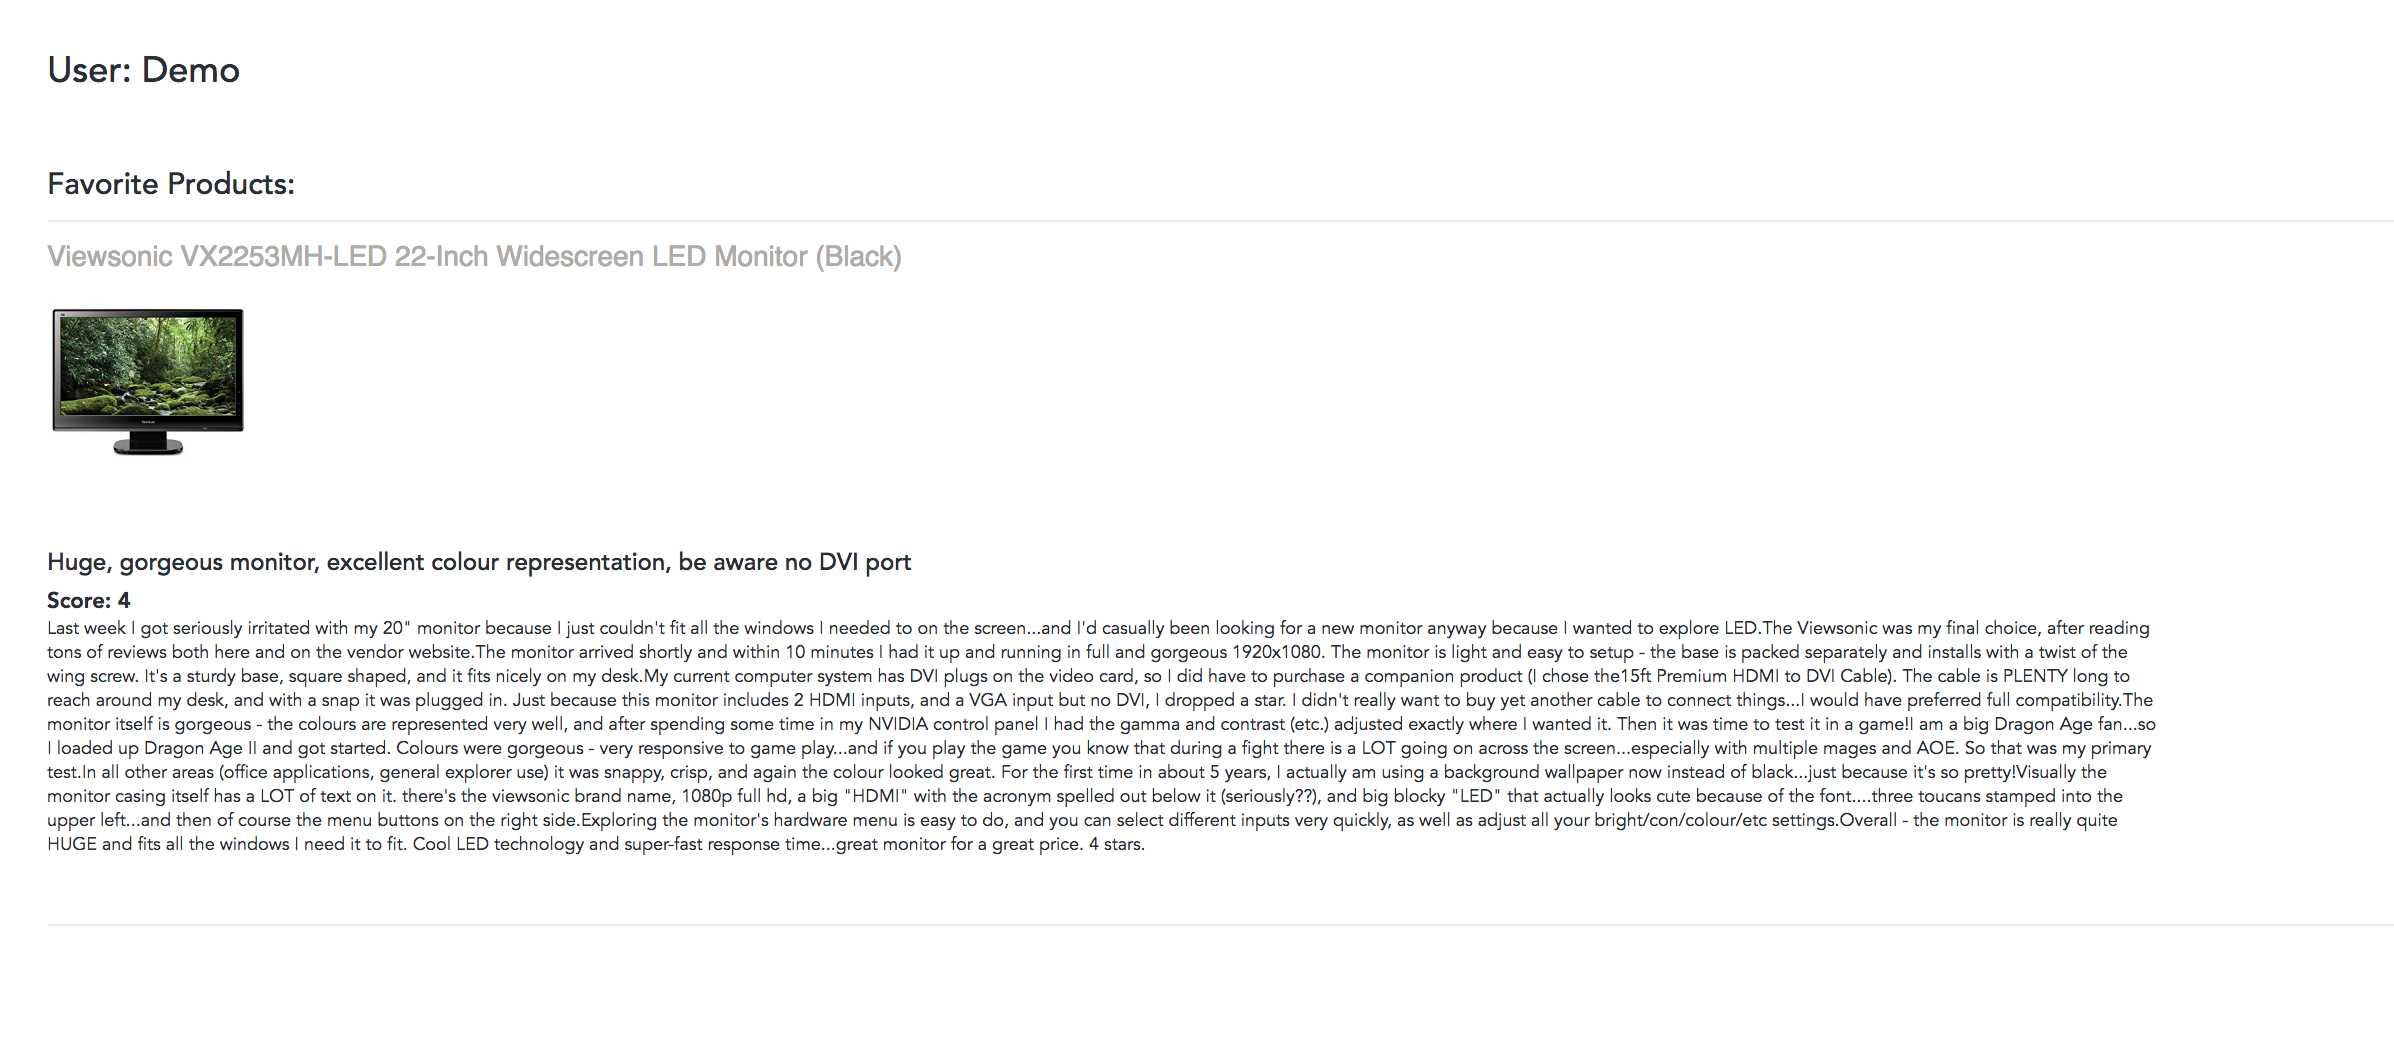 User: Demo
Favorite Products:
Viewsonic VX2253MH-LED 22-Inch Widescreen LED Monitor (Black)
Huge, gorgeous monitor, excellent colour representation, be aware no DVI port
Score: 4
Last week I got seriously irritated with my 20" monitor because I just couldn't fit all the windows I needed to on the screen...and I'd casually been looking for a new monitor anyway because I wanted to explore LED.The Viewsonic was my final choice, after reading
tons of reviews both here and on the vendor website.The monitor arrived shortly and within 10 minutes I had it up and running in full and gorgeous 1920x1080. The monitor is light and easy to setup - the base is packed separately and installs with a twist of the
wing screw. It's a sturdy base, square shaped, and it fits nicely on my desk.My current computer system has DVI plugs on the video card, so I did have to purchase a companion product (I chose the15ft Premium HDMI to DVI Cable). The cable is PLENTY long to
reach around my desk, and with a snap it was plugged in. Just because this monitor includes 2 HDMI inputs, and a VGA input but no DVI, I dropped a star. I didn't really want to buy yet another cable to connect things...I would have preferred full compatibility.The
monitor itself is gorgeous - the colours are represented very well, and after spending some time in my NVIDIA control panel I had the gamma and contrast (etc.) adjusted exactly where I wanted it. Then it was time to test it in a game!I am a big Dragon Age fan...so
I loaded up Dragon Age II and got started. Colours were gorgeous - very responsive to game play...and if you play the game you know that during a fight there is a LOT going on across the screen...especially with multiple mages and AOE. So that was my primary
test.In all other areas (office applications, general explorer use) it was snappy, crisp, and again the colour looked great. For the first time in about 5 years, I actually am using a background wallpaper now instead of black...just because it's so pretty!Visually the
monitor casing itself has a LOT of text on it. there's the viewsonic brand name, 1080p full hd, a big "HDMI" with the acronym spelled out below it (seriously??), and big blocky "LED" that actually looks cute because of the font....three toucans stamped into the
upper left...and then of course the menu buttons on the right side.Exploring the monitor's hardware menu is easy to do, and you can select different inputs very quickly, as well as adjust all your bright/con/colour/etc settings.Overall - the monitor is really quite
HUGE and fits all the windows I need it to fit. Cool LED technology and super-fast response time...great monitor for a great price. 4 stars.